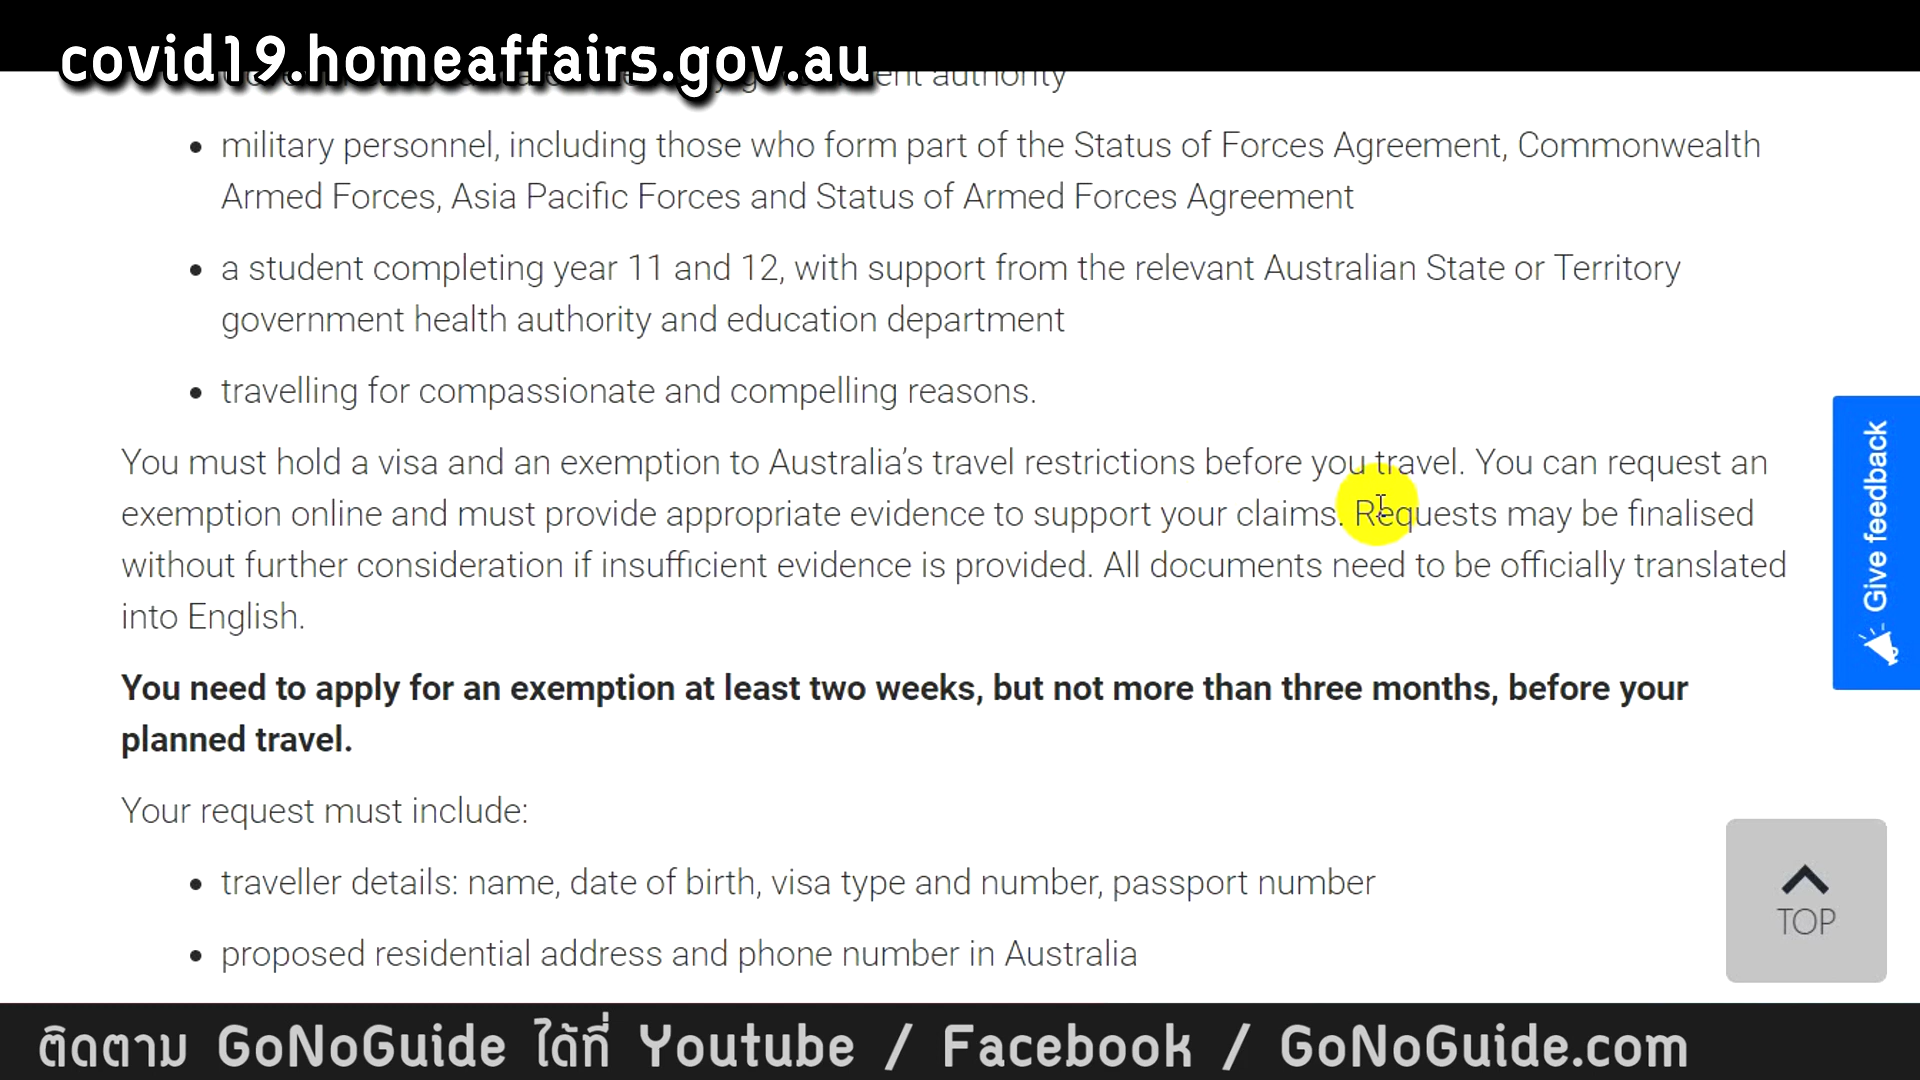 covid19.homeaffairs.gov.au
ent authority
• military personnel, including those who form part of the Status of Forces Agreement, Commonwealth
Armed Forces, Asia Pacific Forces and Status of Armed Forces Agreement
• a student completing year 11 and 12, with support from the relevant Australian State or Territory
government health authority and education department
• travelling for compassionate and compelling reasons.
You must hold a visa and an exemption to Australia’s travel restrictions before you travel. You can request an
exemption online and must provide appropriate evidence to support your claims. Requests may be finalised
without further consideration if insufficient evidence is provided. All documents need to be officially translated
into English.
You need to apply for an exemption at least two weeks, but not more than three months, before your
planned travel.
Your request must include:
• traveller details: name, date of birth, visa type and number, passport number
• proposed residential address and phone number in Australia
Give feedback
TOP
ติดตาม GoNoGuide ได้ที่ Youtube / Facebook / GoNoGuide.com